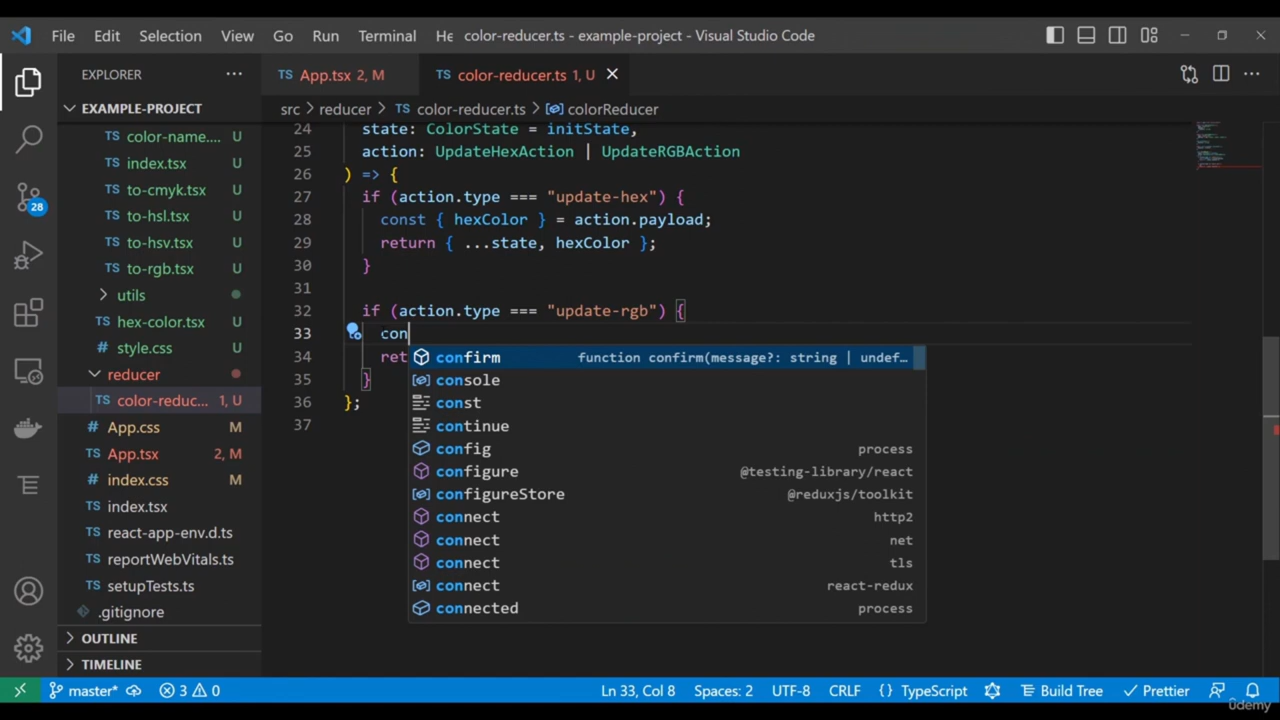 File Edit Selection View Go Run Terminal He color-reducer.ts - example-project - Visual Studio Code
EXPLORER
App.tsx 2, M
color-reducer.ts 1, U
EXAMPLE-PROJECT
src > reducer > TS color-reducer.ts > colorReducer
TS color-name.... U
TS index.tsx U
TS to-cmyk.tsx U
TS to-hsl.tsx U
TS to-hsv.tsx U
TS to-rgb.tsx U
utils
TS hex-color.tsx U
# style.css U
reducer
TS color-reduc... 1, U
# App.css M
TS App.tsx 2, M
# index.css M
TS index.tsx
TS react-app-env.d.ts
TS reportWebVitals.ts
TS setupTests.ts
.gitignore
OUTLINE
TIMELINE
28
24 state: ColorState = initState,
25 action: UpdateHexAction | UpdateRGBAction
26 ) => {
27 if (action.type === "update-hex") {
28 const { hexColor } = action.payload;
29 return { ...state, hexColor };
30 }
31
32 if (action.type === "update-rgb") {
33 con
34 ret
35 }
36 };
37
confirm function confirm(message?: string | undef…
console
const
continue
config process
configure @testing-library/react
configureStore @reduxjs/toolkit
connect http2
connect net
connect tls
connect react-redux
connected process
master* 3 0 Ln 33, Col 8 Spaces: 2 UTF-8 CRLF {} TypeScript Build Tree Prettier
ûdemy